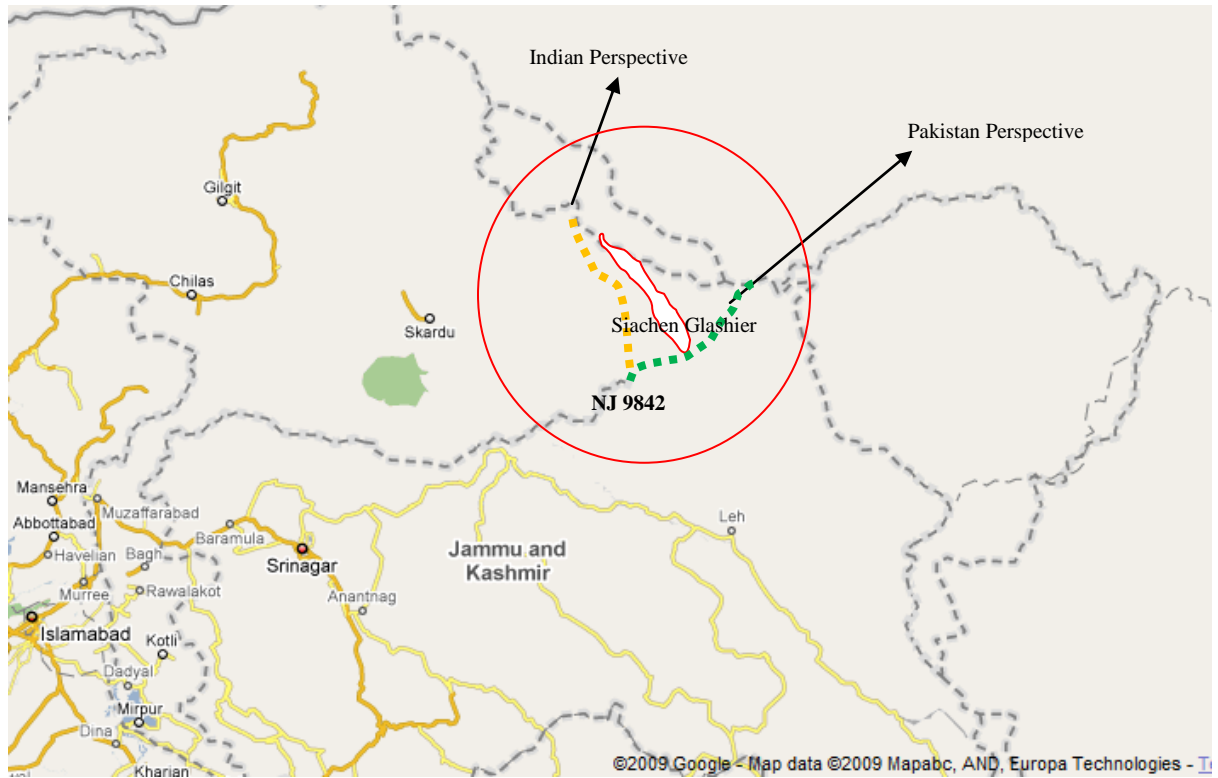 Indian Perspective
Pakistan Perspective
Gilgit
Chilas
Skardu
Siachen Glashier
NJ 9842
Mansehra
Muzaffarabad
Abbottabad
Havelian
Bagh
Baramula
Srinagar
Jammu and
Kashmir
Leh
Murree
Rawalakot
Anantnag
Islamabad
Kotli
Dadyal
Mirpur
Dina
Kharian
©2009 Google - Map data ©2009 Mapabc, AND, Europa Technologies -